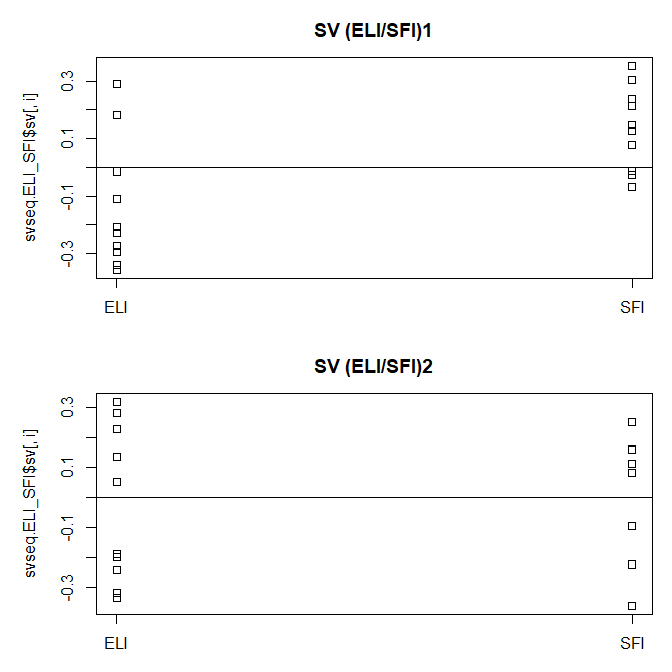 SV (ELI/SFI)1
svseq.ELI_SFI$sv[, i]
0.3
0.1
-0.1
-0.3
ELI SFI
SV (ELI/SFI)2
svseq.ELI_SFI$sv[, i]
0.3
0.1
-0.1
-0.3
ELI SFI